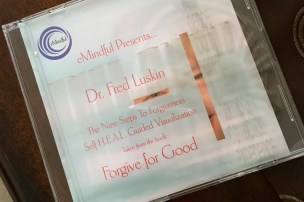 eMindful
eMindful Presents...
Dr. Fred Luskin
The Nine Steps To Forgiveness
Self H.E.A.L. Guided Visualization
Taken from the book
Forgive for Good